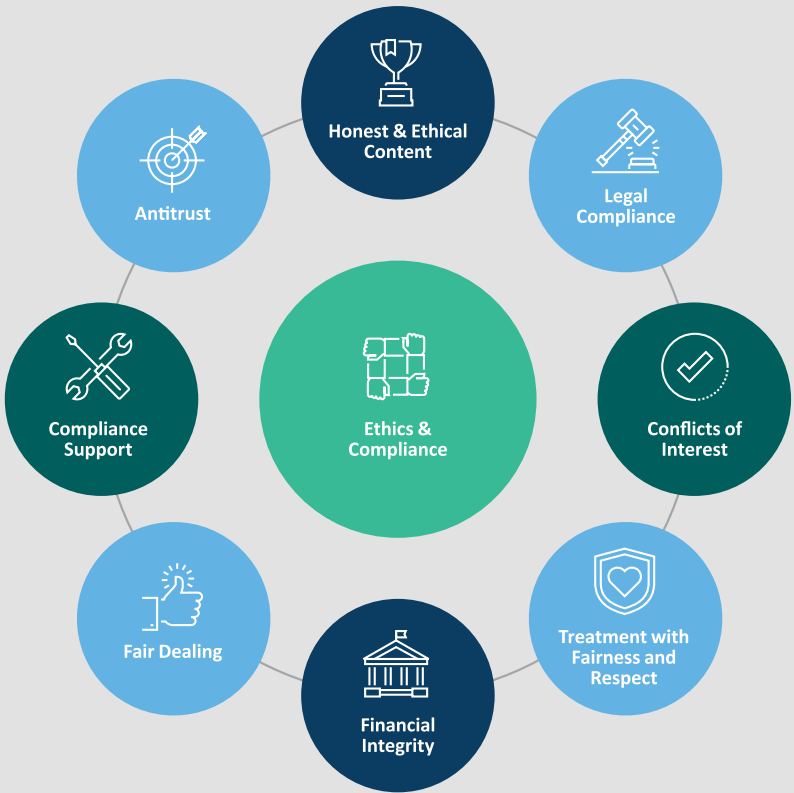 Honest & Ethical
Content
Legal
Compliance
Antitrust
Conflicts of
Interest
Ethics &
Compliance
Compliance
Support
Treatment with
Fairness and
Respect
Fair Dealing
Financial
Integrity